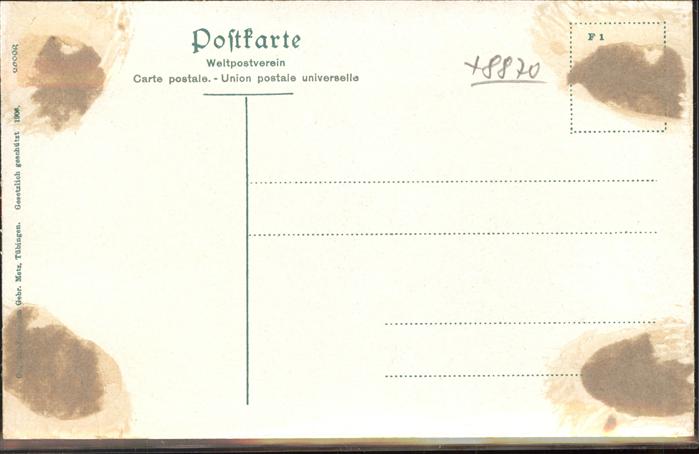 Postkarte
Weltpostverein
Carte postale. - Union postale universelle
+8870
F 1
Gebr. Metz, Tübingen. Gesetzlich geschützt 1906.